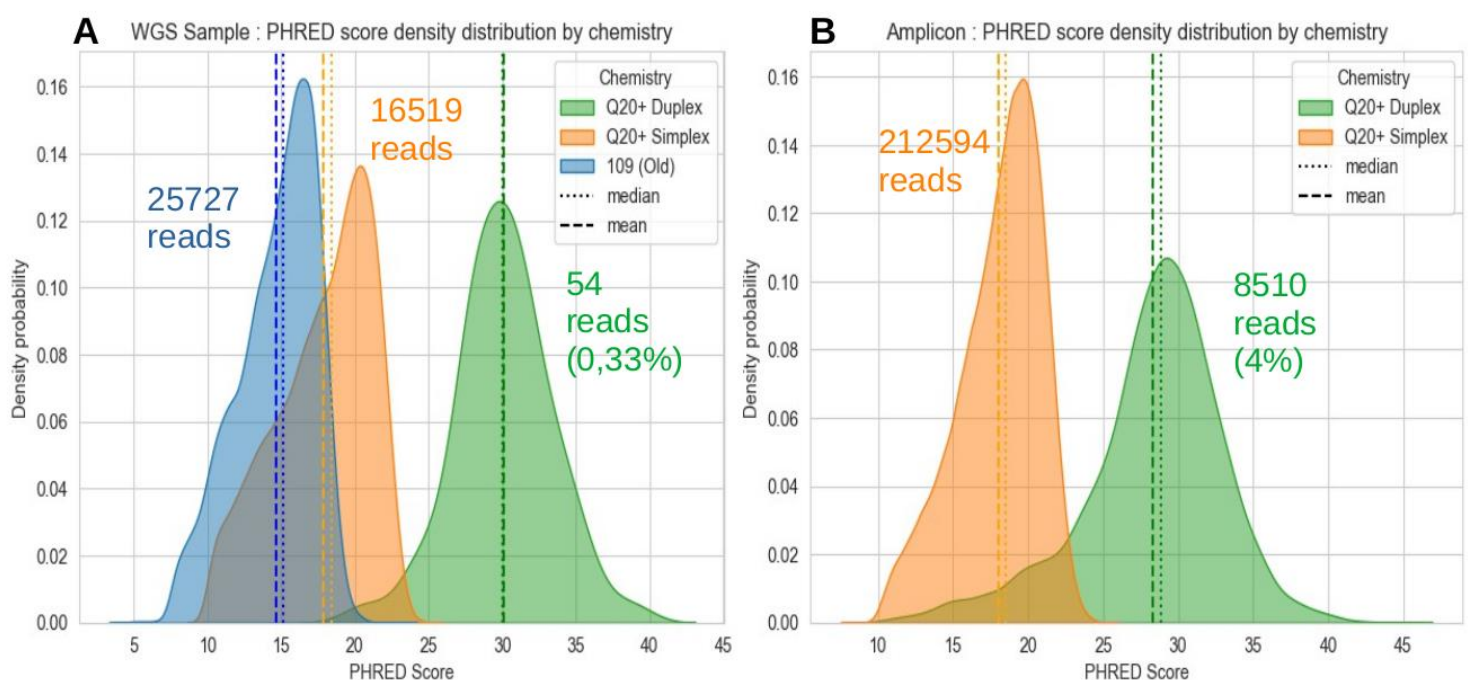 A
WGS Sample : PHRED score density distribution by chemistry
0.16
0.14
0.12
0.10
0.08
0.06
0.04
0.02
0.00
Density probability
5
10
15
20
25
30
35
40
45
PHRED Score
25727
reads
16519
reads
54
reads
(0,33%)
Chemistry
Q20+ Duplex
Q20+ Simplex
109 (Old)
median
mean
B
Amplicon : PHRED score density distribution by chemistry
0.16
0.14
0.12
0.10
0.08
0.06
0.04
0.02
0.00
Density probability
10
15
20
25
30
35
40
45
PHRED Score
212594
reads
8510
reads
(4%)
Chemistry
Q20+ Duplex
Q20+ Simplex
median
mean